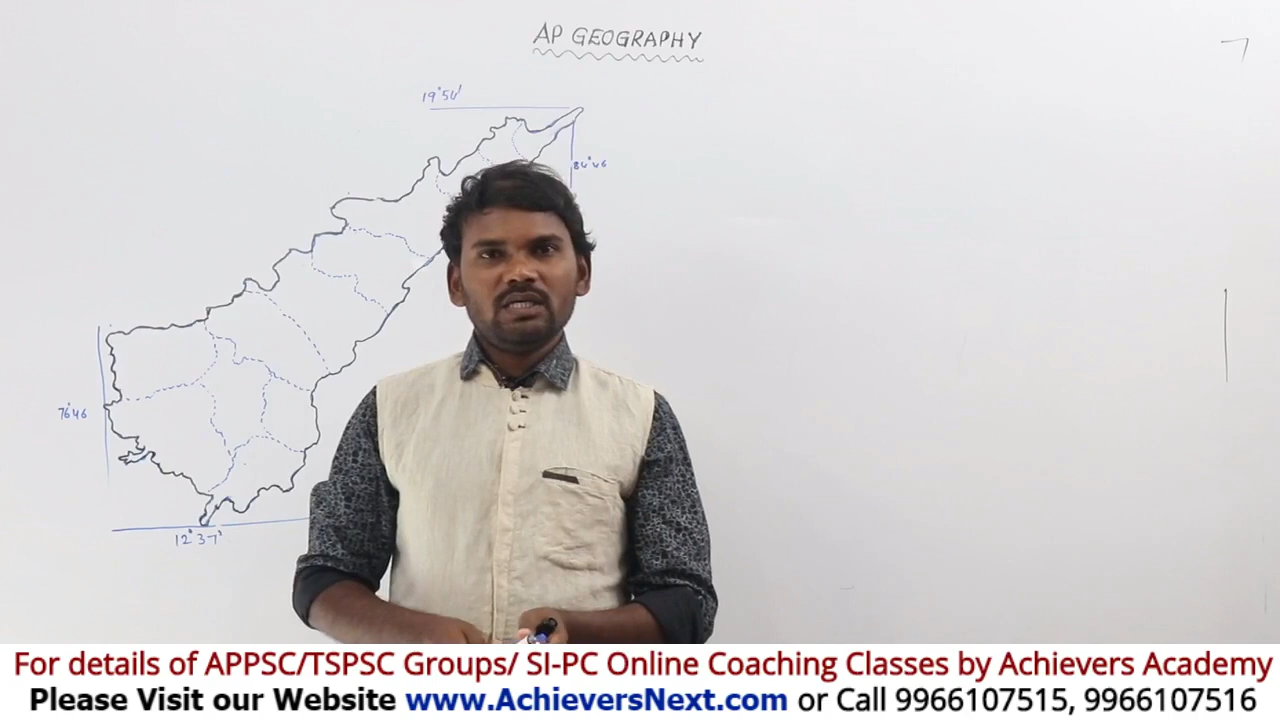 AP GEOGRAPHY
19°54'
84°46
76°46
12°37'
For details of APPSC/TSPSC Groups/ SI-PC Online Coaching Classes by Achievers Academy
Please Visit our Website www.AchieversNext.com or Call 9966107515, 9966107516